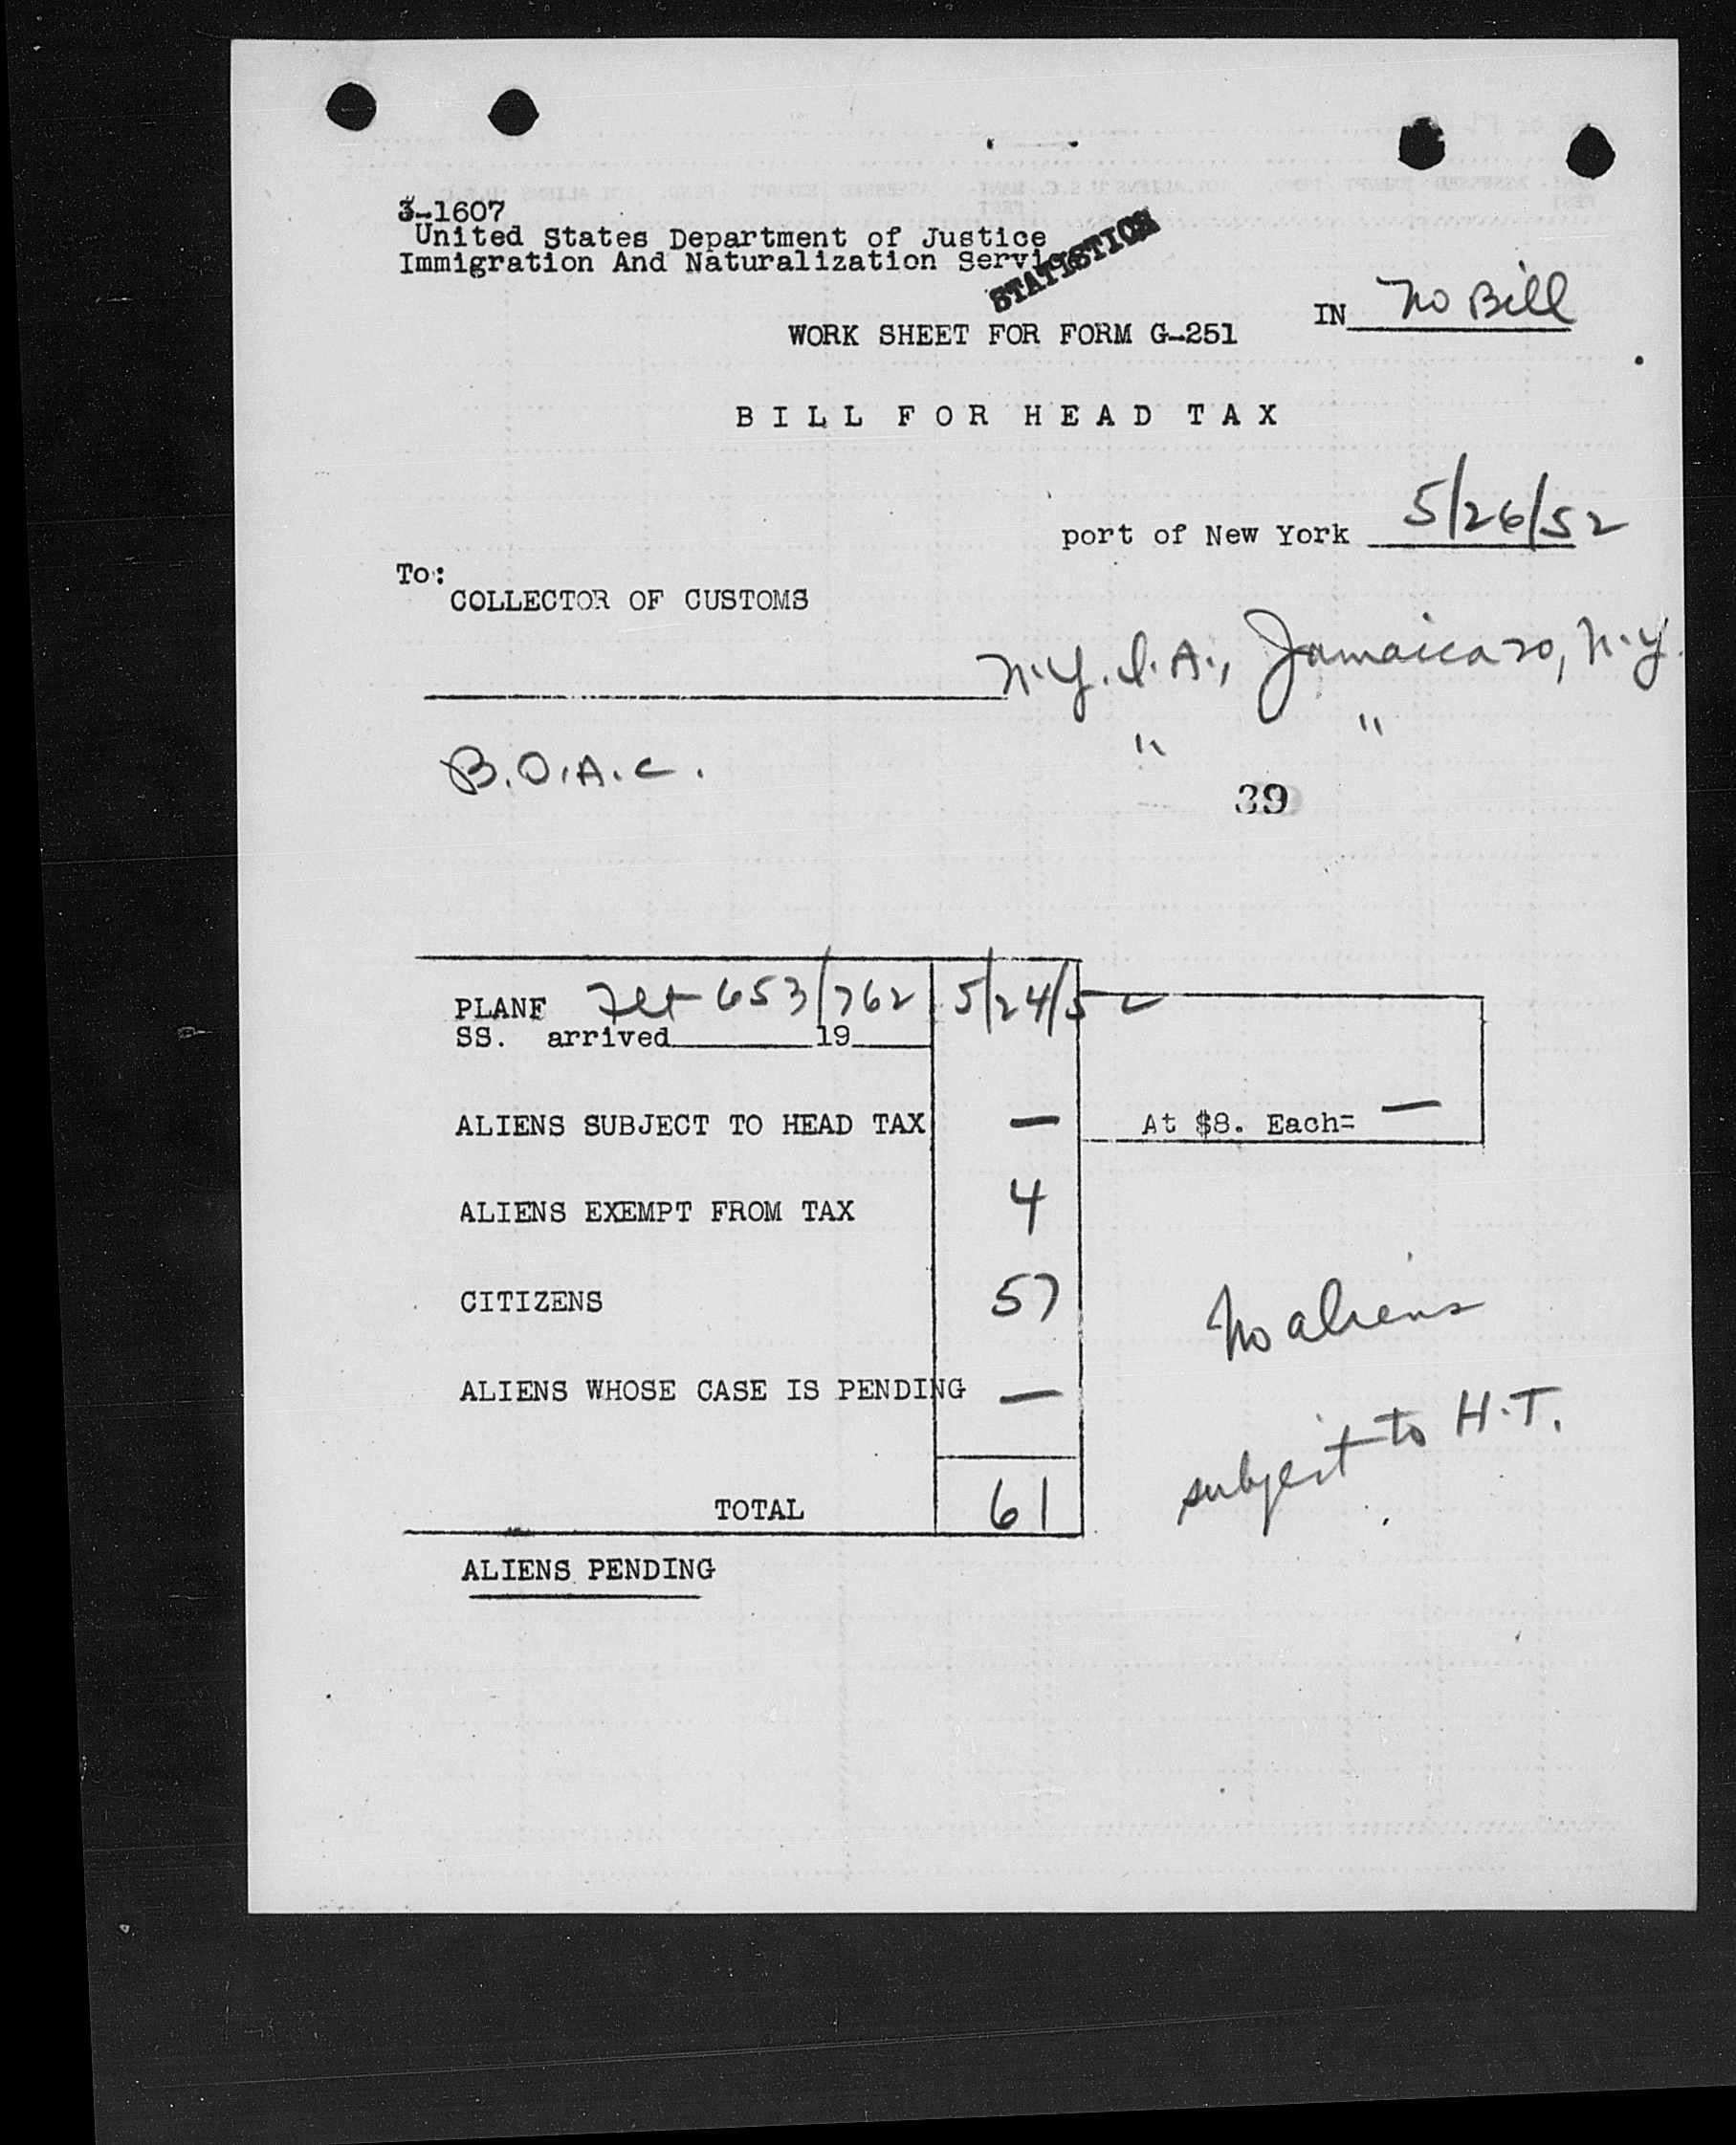 3-1607
United States Department of Justice
Immigration And Naturalization Service
STATISTICS
IN No Bill
WORK SHEET FOR FORM G-251
BILL FOR HEAD TAX
port of New York 5/26/52
To:
COLLECTOR OF CUSTOMS
N.Y.I.A., Jamaica 20, N.Y.
B.O.A.C. " "
39
PLANE Flt 653/762 5/24/52
SS. arrived 19
ALIENS SUBJECT TO HEAD TAX — At $8. Each= —
ALIENS EXEMPT FROM TAX 4
CITIZENS 57
No aliens
ALIENS WHOSE CASE IS PENDING —
subject to H.T.
TOTAL 61
ALIENS PENDING